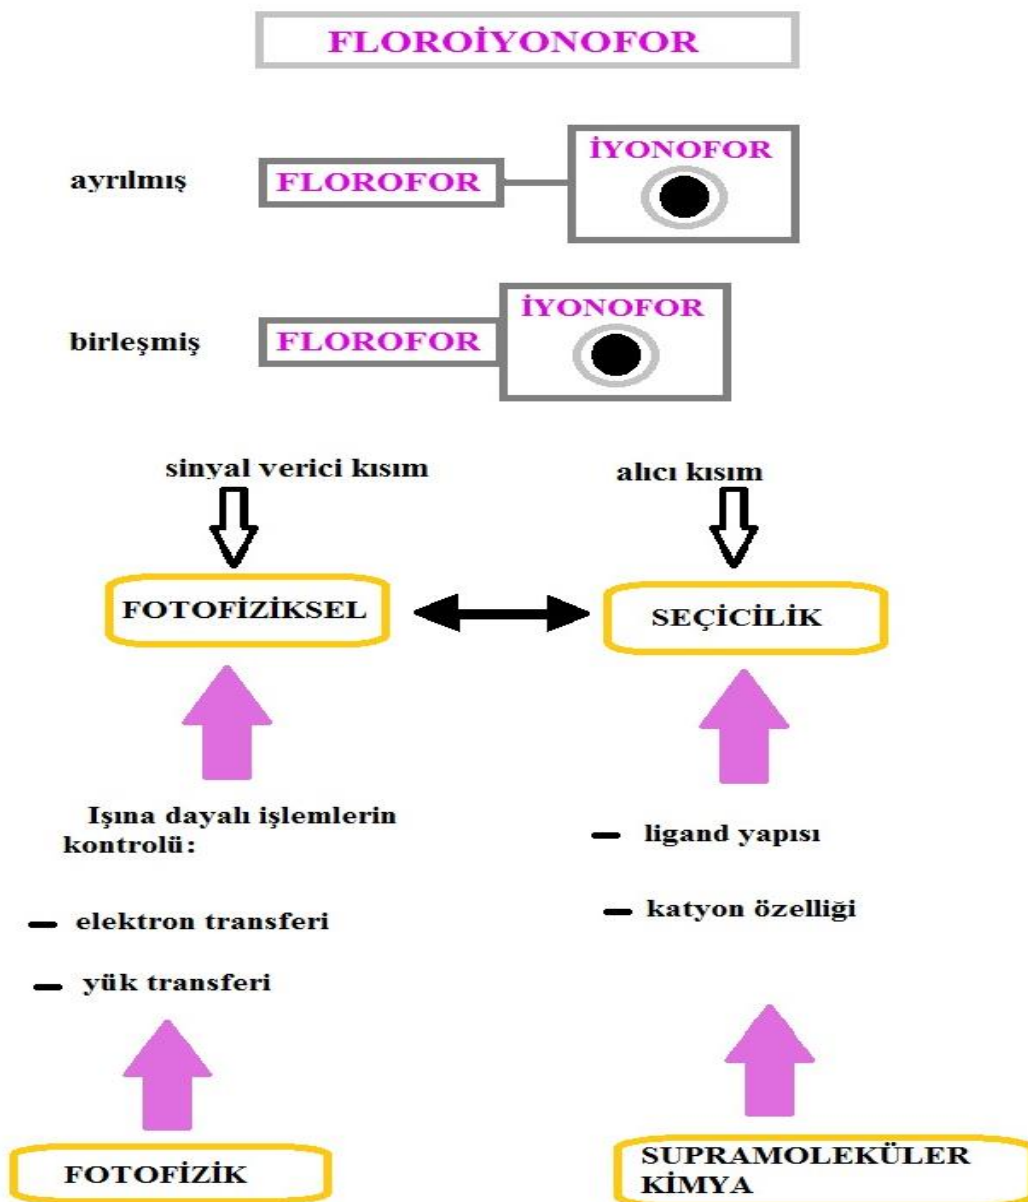 FLOROİYONOFOR
ayrılmış
FLOROFOR
İYONOFOR
birleşmiş
FLOROFOR
İYONOFOR
sinyal verici kısım
alıcı kısım
FOTOFİZİKSEL
SEÇİCİLİK
Işına dayalı işlemlerin
kontrolü:
– elektron transferi
– yük transferi
– ligand yapısı
– katyon özelliği
FOTOFİZİK
SUPRAMOLEKÜLER
KİMYA